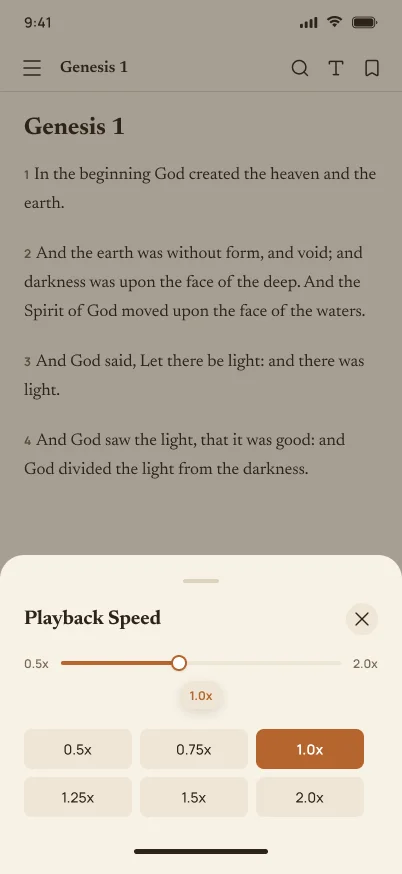 9:41
Genesis 1
Genesis 1
1 In the beginning God created the heaven and the
earth.
2 And the earth was without form, and void; and
darkness was upon the face of the deep. And the
Spirit of God moved upon the face of the waters.
3 And God said, Let there be light: and there was
light.
4 And God saw the light, that it was good: and
God divided the light from the darkness.
Playback Speed
0.5x 2.0x
1.0x
0.5x 0.75x 1.0x
1.25x 1.5x 2.0x